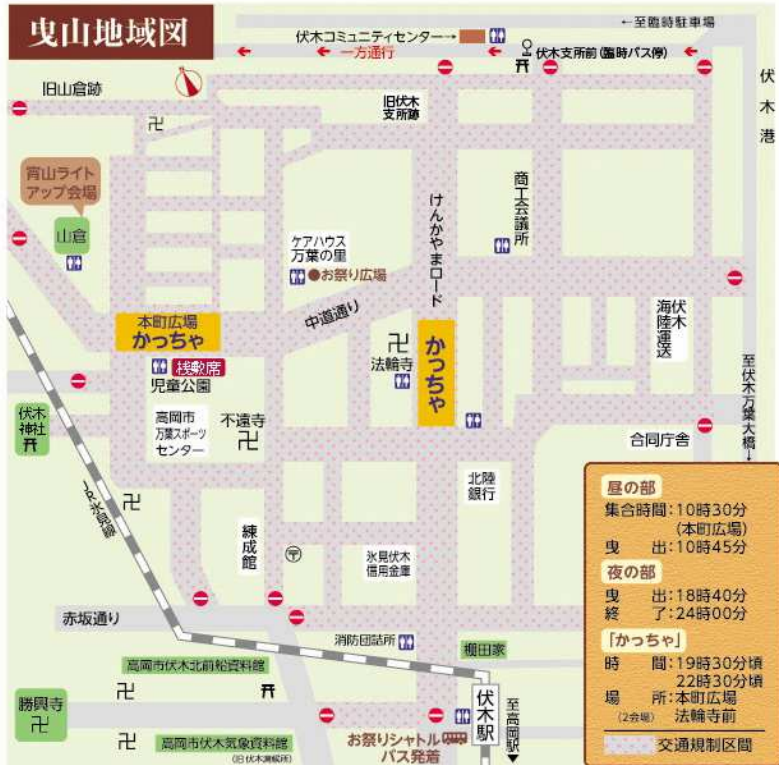 曳山地域図
←至臨時駐車場
伏木コミュニティセンター→
一方通行
伏木支所前(臨時バス停)
伏木港
旧山倉跡
旧伏木
支所跡
宵山ライト
アップ会場
山倉
けんかやまロード
商工会議所
ケアハウス
万葉の里
●お祭り広場
中道通り
本町広場
かっちゃ
桟敷席
児童公園
法輪寺
かっちゃ
伏木
海陸運送
至伏木万葉大橋→
伏木
神社
高岡市
万葉スポーツ
センター
不遠寺
合同庁舎
北陸
銀行
JR氷見線
練成館
氷見伏木
信用金庫
赤坂通り
消防団詰所
棚田家
高岡市伏木北前船資料館
勝興寺
伏木駅
至高岡駅▼
高岡市伏木気象資料館
(旧伏木測候所)
お祭りシャトル
バス発着
昼の部
集合時間:10時30分
(本町広場)
曳 出:10時45分
夜の部
曳 出:18時40分
終 了:24時00分
「かっちゃ」
時 間:19時30分頃
22時30分頃
場 所:本町広場
(2会場) 法輪寺前
交通規制区間